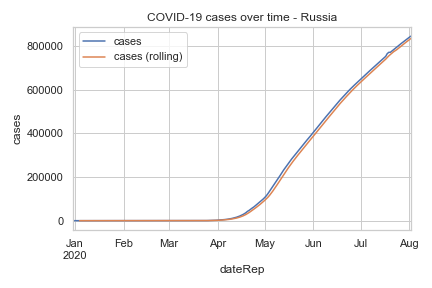 COVID-19 cases over time - Russia
cases
cases (rolling)
800000
600000
400000
200000
0
cases
Jan Feb Mar Apr May Jun Jul Aug
2020
dateRep